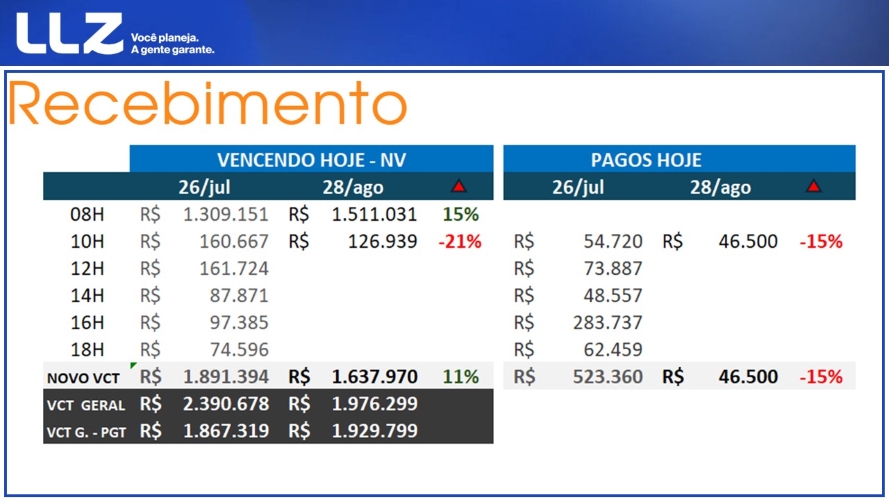 LLZ Você planeja.
A gente garante.
Recebimento
VENCENDO HOJE - NV PAGOS HOJE
26/jul 28/ago 26/jul 28/ago
08H R$ 1.309.151 R$ 1.511.031 15%
10H R$ 160.667 R$ 126.939 -21% R$ 54.720 R$ 46.500 -15%
12H R$ 161.724 R$ 73.887
14H R$ 87.871 R$ 48.557
16H R$ 97.385 R$ 283.737
18H R$ 74.596 R$ 62.459
NOVO VCT R$ 1.891.394 R$ 1.637.970 11% R$ 523.360 R$ 46.500 -15%
VCT GERAL R$ 2.390.678 R$ 1.976.299
VCT G. - PGT R$ 1.867.319 R$ 1.929.799